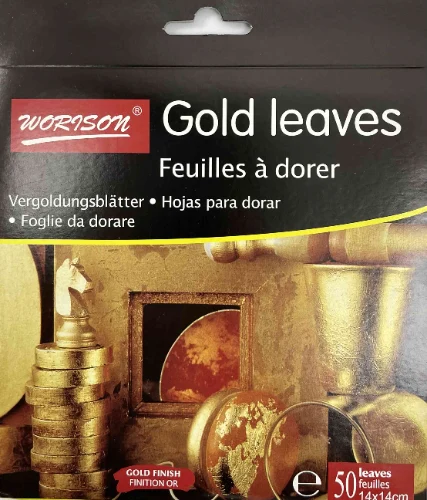 WORISON®
Gold leaves
Feuilles à dorer
Vergoldungsblätter • Hojas para dorar
• Foglie da dorare
GOLD FINISH
FINITION OR
℮
50 leaves
feuilles
14x14cm